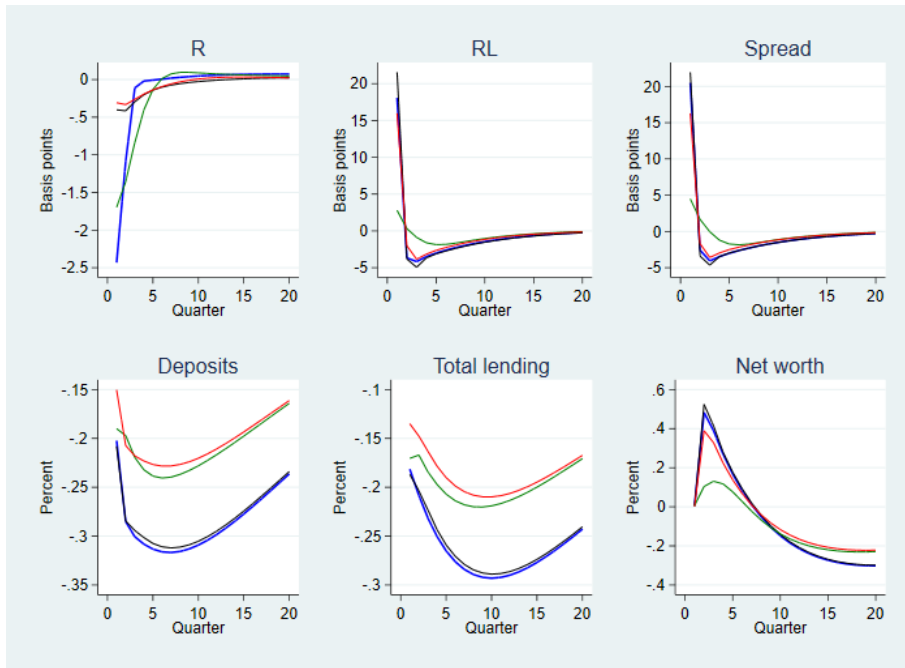 R
RL
Spread
Basis points
0
-.5
-1
-1.5
-2
-2.5
0 5 10 15 20
Quarter
Basis points
20
15
10
5
0
-5
0 5 10 15 20
Quarter
Basis points
20
15
10
5
0
-5
0 5 10 15 20
Quarter
Deposits
Total lending
Net worth
Percent
-.15
-.2
-.25
-.3
-.35
0 5 10 15 20
Quarter
Percent
-.1
-.15
-.2
-.25
-.3
0 5 10 15 20
Quarter
Percent
.6
.4
.2
0
-.2
-.4
0 5 10 15 20
Quarter